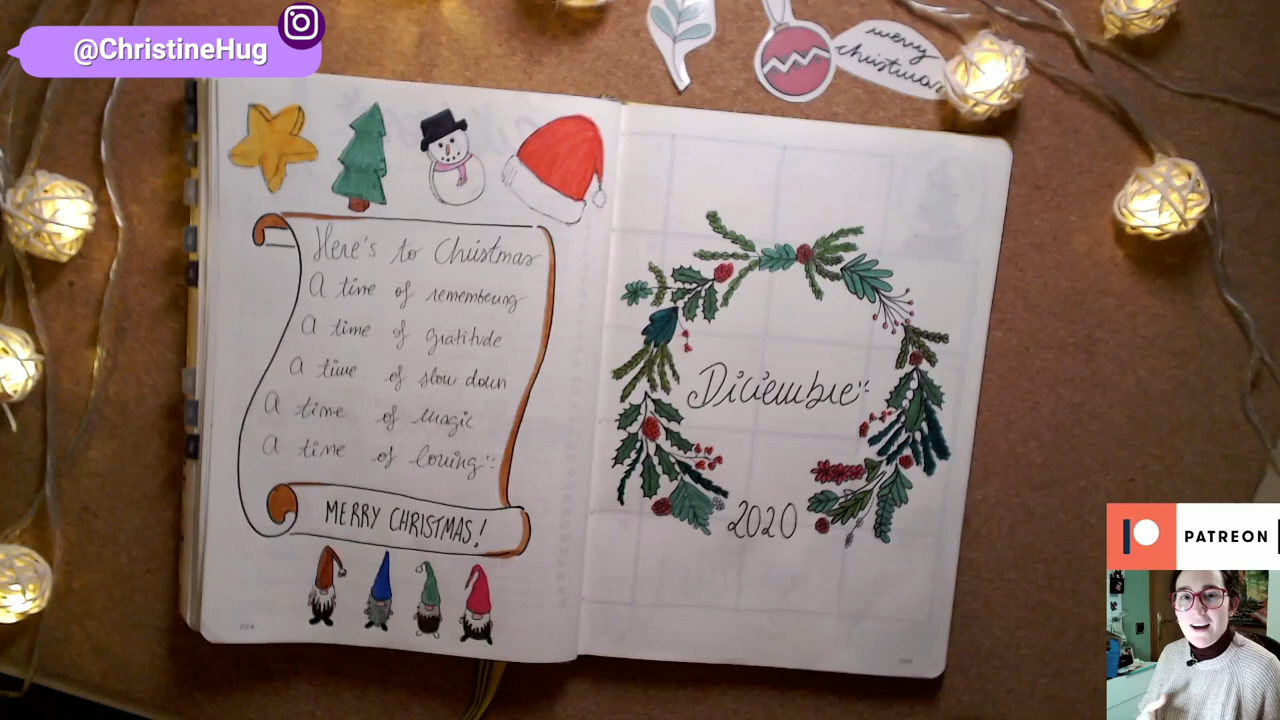 @ChristineHug
merry
christmas
Here's to Christmas
A time of remembering
A time of gratitude
A time of slow down
A time of magic
A time of loving
MERRY CHRISTMAS!
Diciembre
2020
PATREON